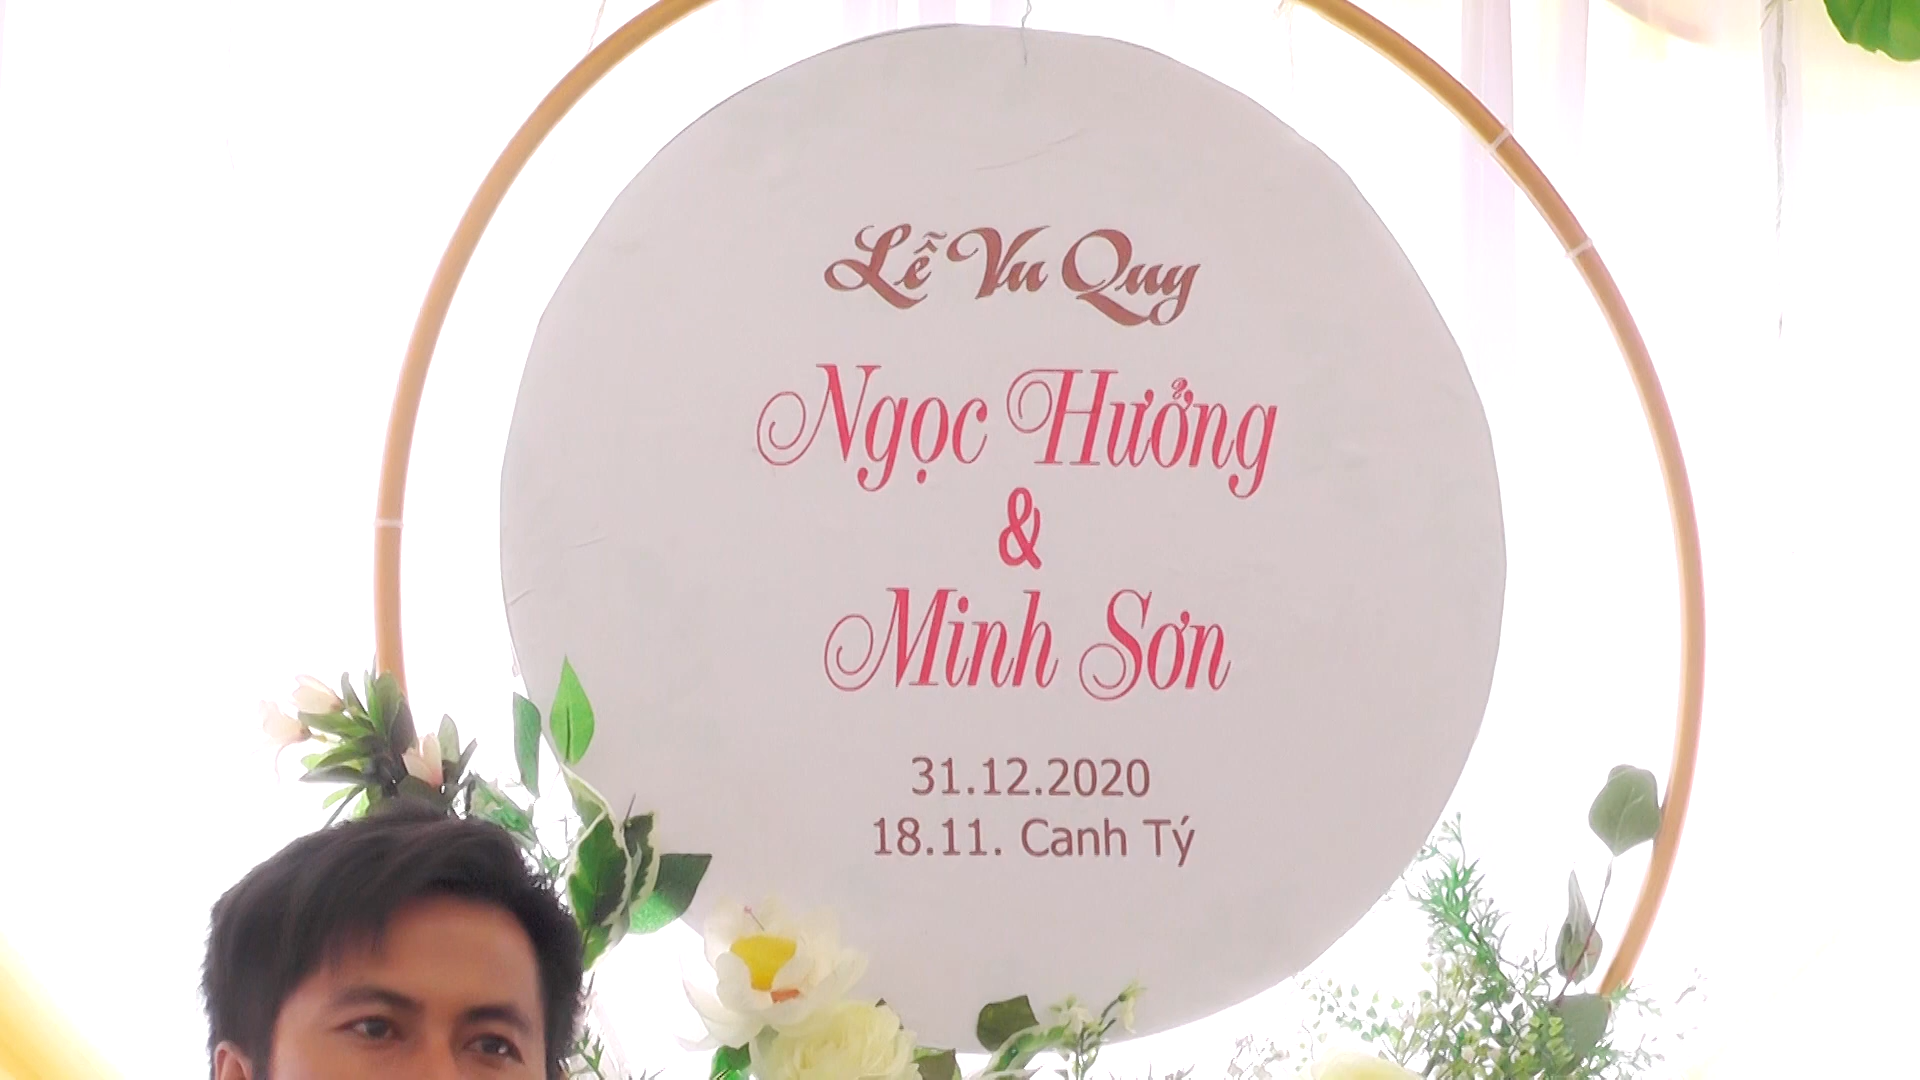 Lễ Vu Quy
Ngọc Hưởng
&
Minh Sơn
31.12.2020
18.11. Canh Tý